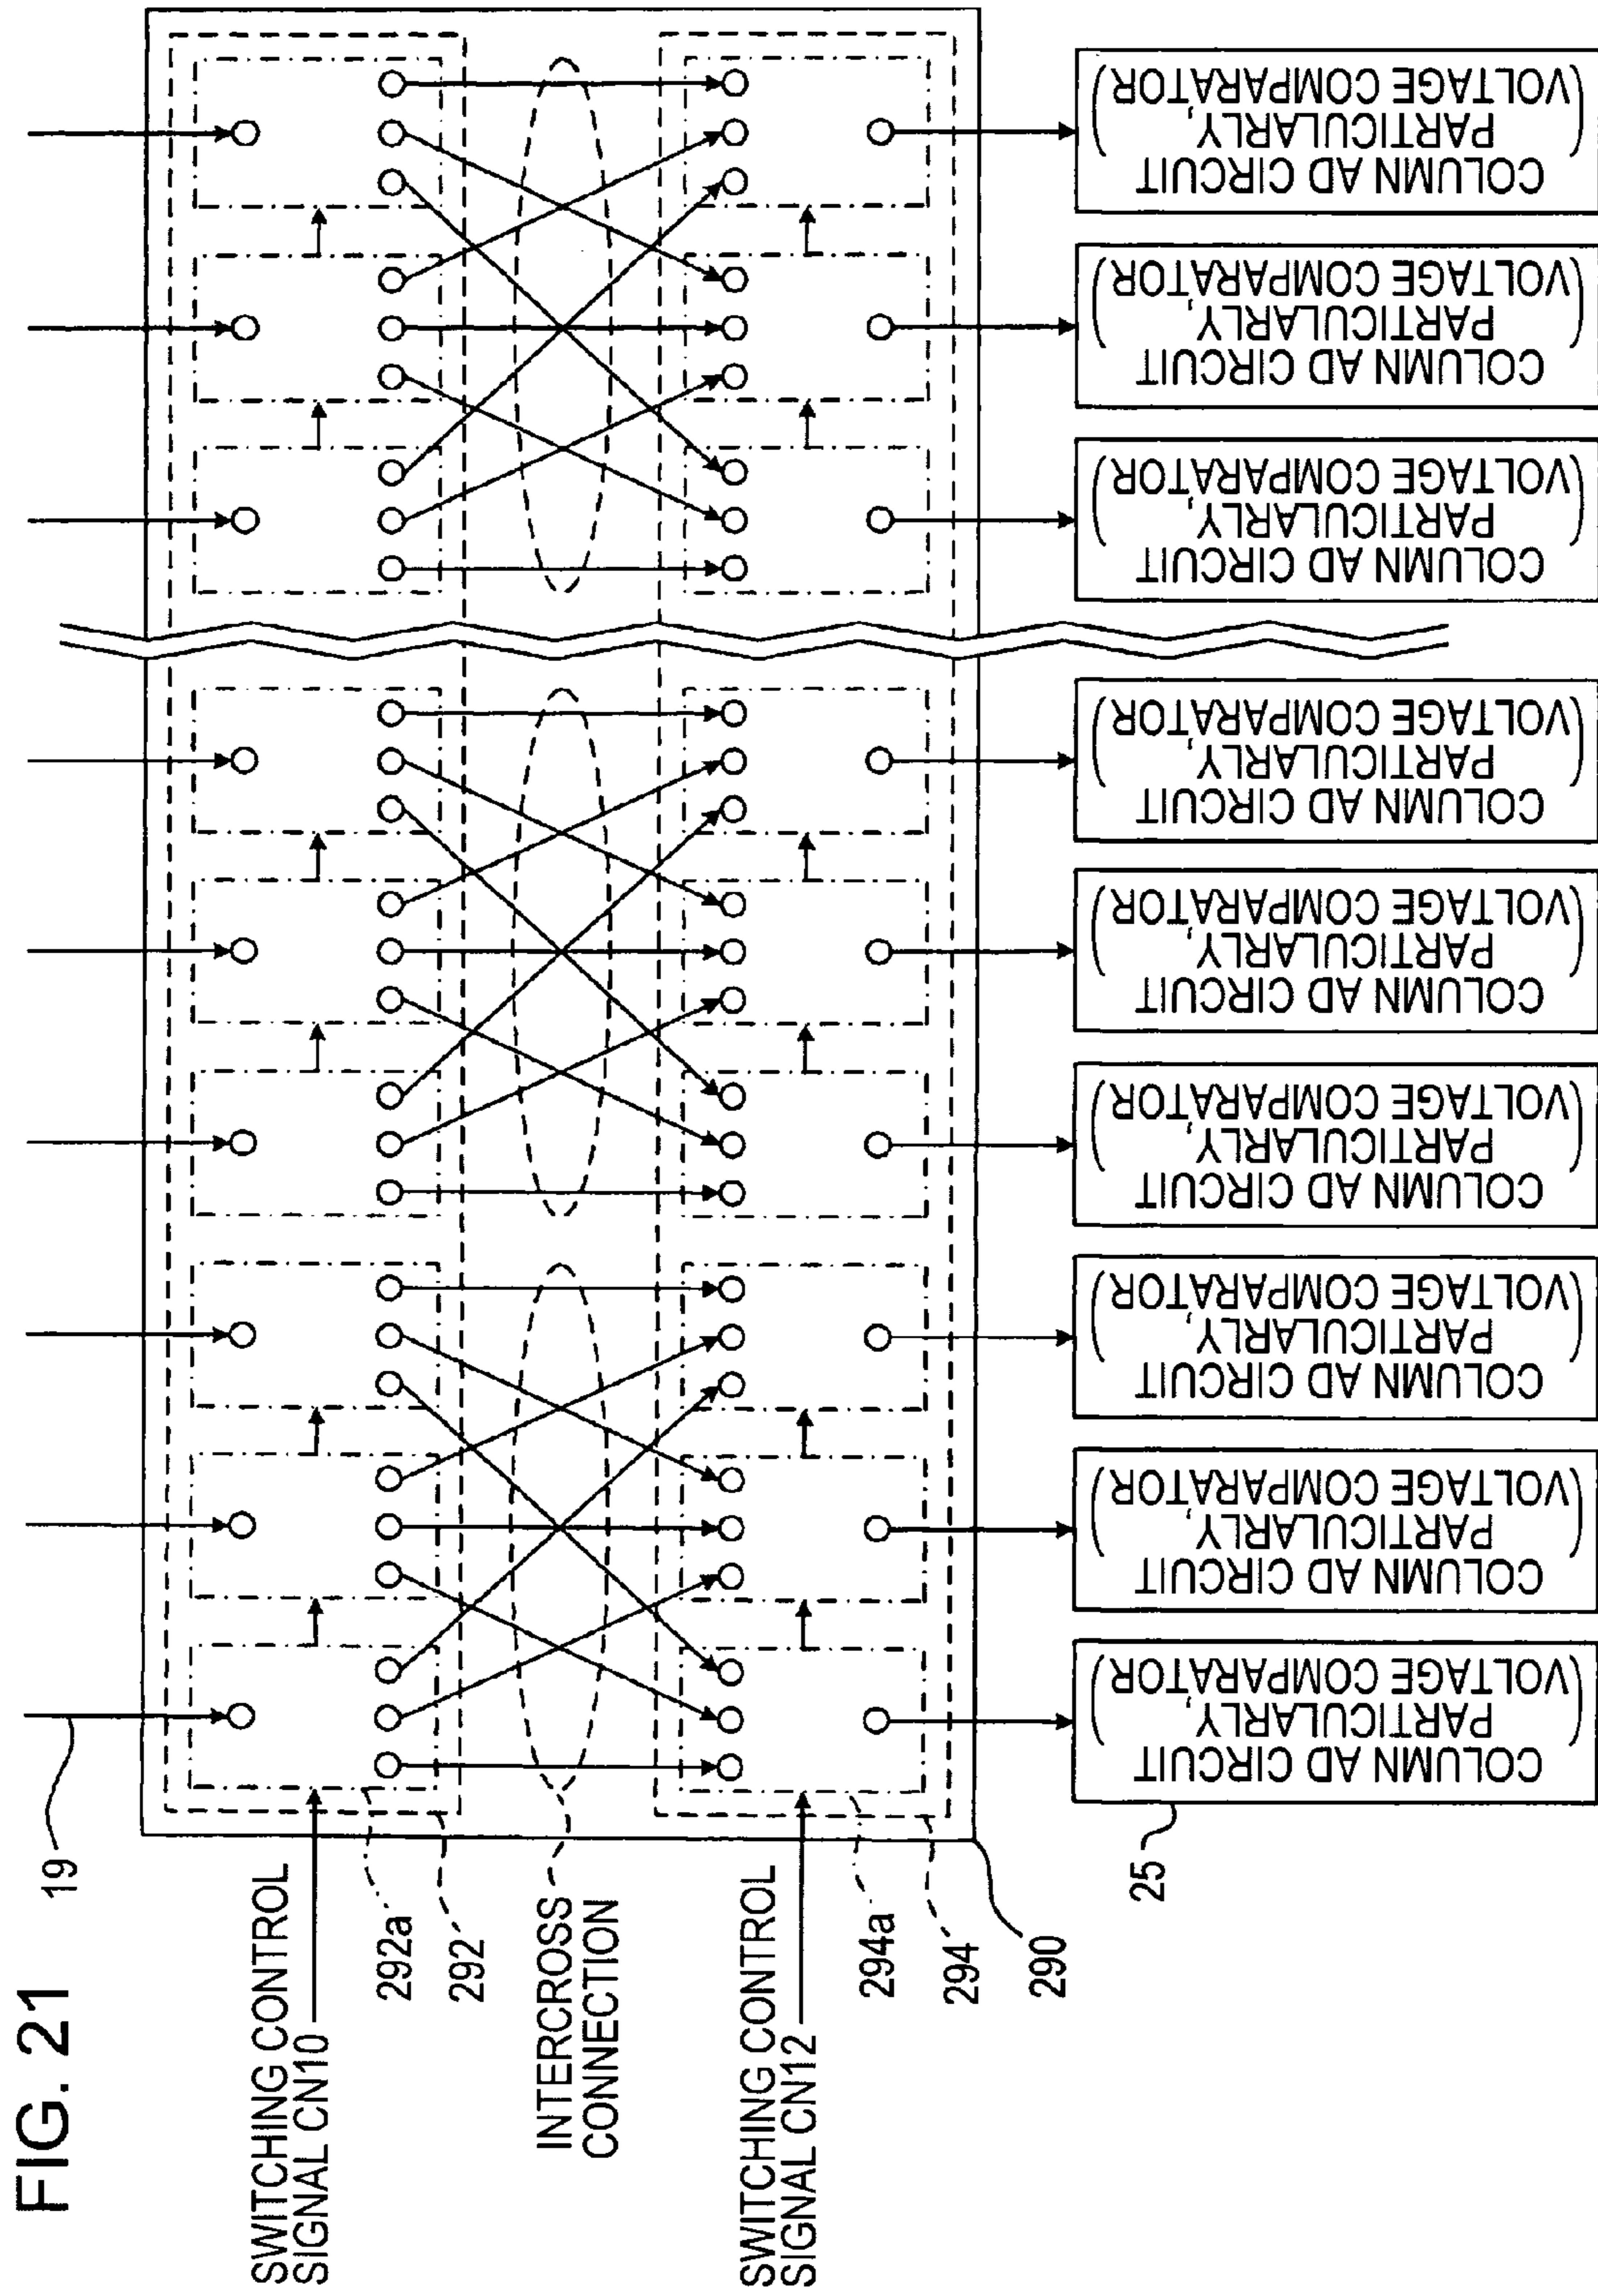 FIG. 21
19
SWITCHING CONTROL
SIGNAL CN10
292a
292
INTERCROSS
CONNECTION
SWITCHING CONTROL
SIGNAL CN12
294a
294
290
25
COLUMN AD CIRCUIT
(PARTICULARLY,
VOLTAGE COMPARATOR)
COLUMN AD CIRCUIT
(PARTICULARLY,
VOLTAGE COMPARATOR)
COLUMN AD CIRCUIT
(PARTICULARLY,
VOLTAGE COMPARATOR)
COLUMN AD CIRCUIT
(PARTICULARLY,
VOLTAGE COMPARATOR)
COLUMN AD CIRCUIT
(PARTICULARLY,
VOLTAGE COMPARATOR)
COLUMN AD CIRCUIT
(PARTICULARLY,
VOLTAGE COMPARATOR)
COLUMN AD CIRCUIT
(PARTICULARLY,
VOLTAGE COMPARATOR)
COLUMN AD CIRCUIT
(PARTICULARLY,
VOLTAGE COMPARATOR)
COLUMN AD CIRCUIT
(PARTICULARLY,
VOLTAGE COMPARATOR)